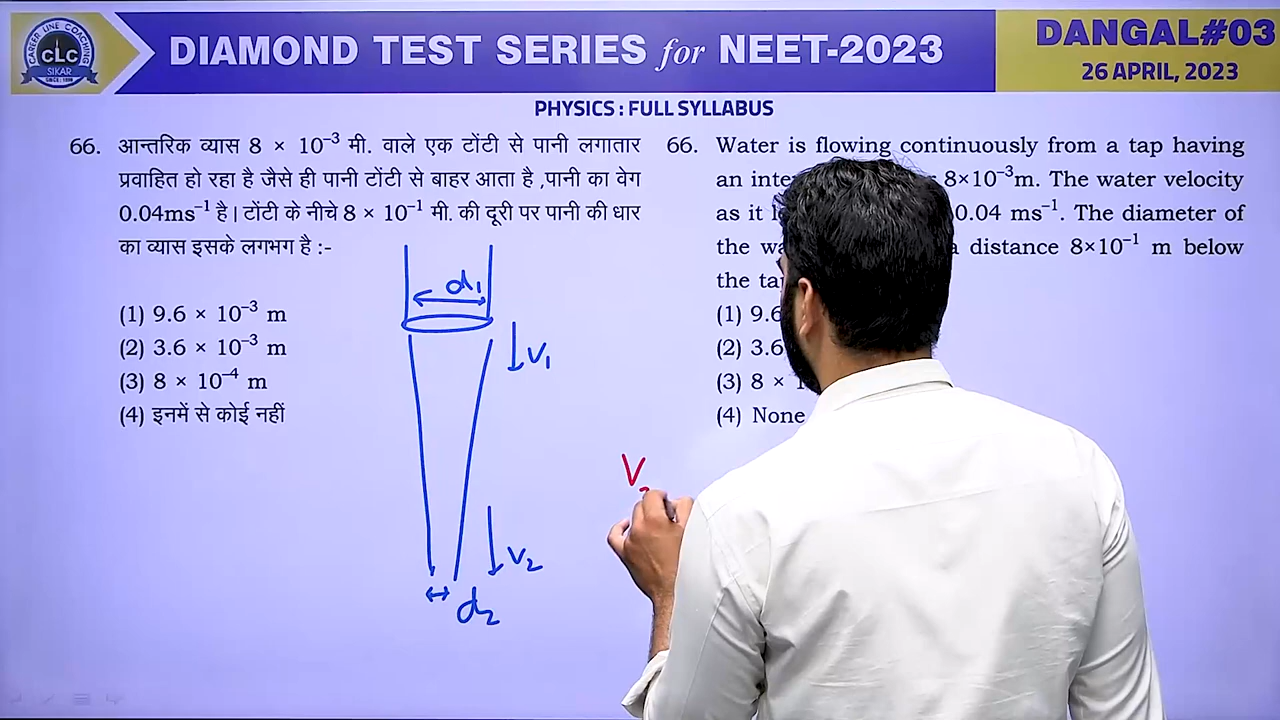 CAREER LINE COACHING
CLC
SIKAR
SINCE : 1996
DIAMOND TEST SERIES for NEET-2023
DANGAL#03
26 APRIL, 2023
PHYSICS : FULL SYLLABUS
66. आन्तरिक व्यास 8 × 10⁻³ मी. वाले एक टोंटी से पानी लगातार
प्रवाहित हो रहा है जैसे ही पानी टोंटी से बाहर आता है ,पानी का वेग
0.04ms⁻¹ है। टोंटी के नीचे 8 × 10⁻¹ मी. की दूरी पर पानी की धार
का व्यास इसके लगभग है :-
(1) 9.6 × 10⁻³ m
(2) 3.6 × 10⁻³ m
(3) 8 × 10⁻⁴ m
(4) इनमें से कोई नहीं
66. Water is flowing continuously from a tap having
an 8×10⁻³m. The water velocity
as it 0.04 ms⁻¹. The diameter of
the distance 8×10⁻¹ m below
the
(1) 9.6
(2) 3.6
(3) 8 ×
(4) None
d₁
V₁
V₂
d₂
V